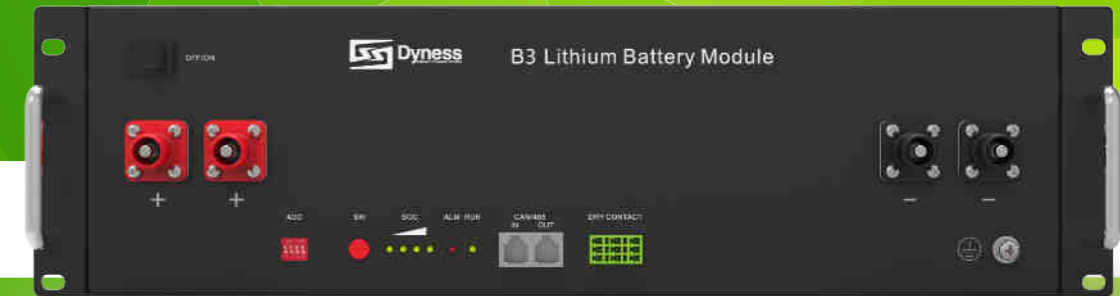 OFF/ON
Dyness
B3 Lithium Battery Module
+ + − −
ADD SW SOC ALM RUN CAN/485 DRY CONTACT
IN OUT